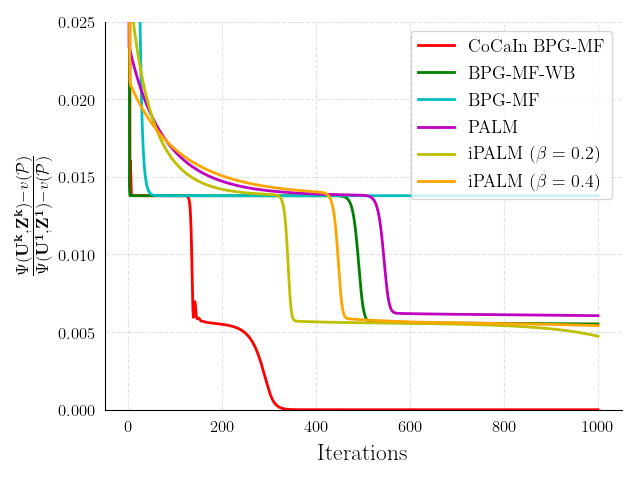 0.025
0.020
0.015
0.010
0.005
0.000
0
200
400
600
800
1000
Iterations
Ψ(U^k,Z^k)−v(P)
Ψ(U^1,Z^1)−v(P)
CoCaIn BPG-MF
BPG-MF-WB
BPG-MF
PALM
iPALM (β = 0.2)
iPALM (β = 0.4)